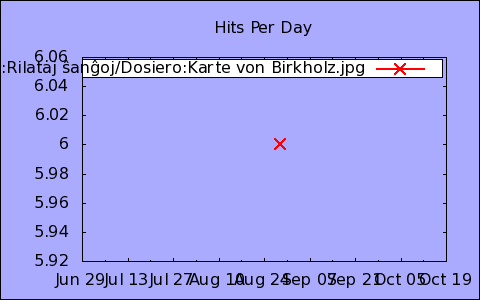 Hits Per Day
:Rilataj ŝanĝoj/Dosiero:Karte von Birkholz.jpg
6.06
6.04
6.02
6
5.98
5.96
5.94
5.92
Jun 29 Jul 13 Jul 27 Aug 10 Aug 24 Sep 07 Sep 21 Oct 05 Oct 19